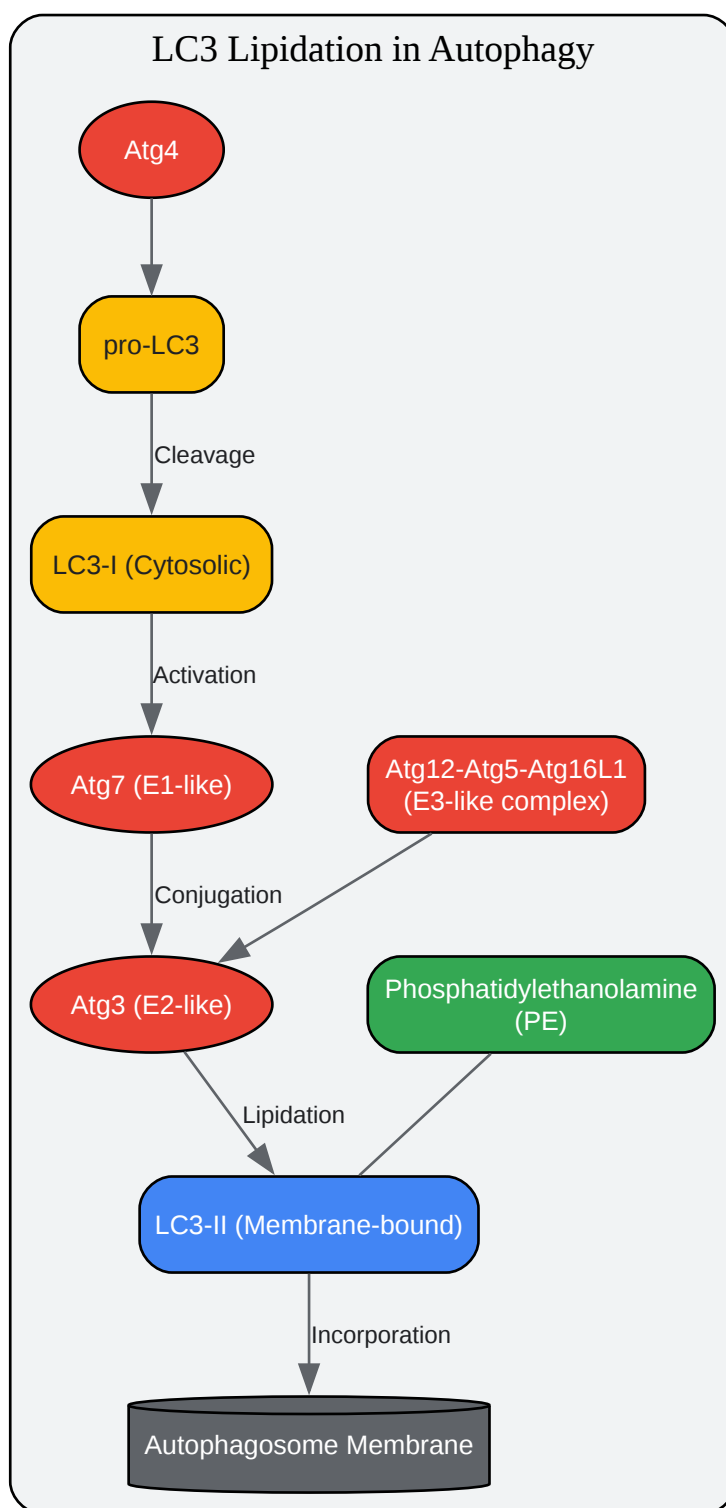 LC3 Lipidation in Autophagy
Atg4
pro-LC3
Cleavage
LC3-I (Cytosolic)
Activation
Atg7 (E1-like)
Atg12-Atg5-Atg16L1
(E3-like complex)
Conjugation
Atg3 (E2-like)
Phosphatidylethanolamine
(PE)
Lipidation
LC3-II (Membrane-bound)
Incorporation
Autophagosome Membrane